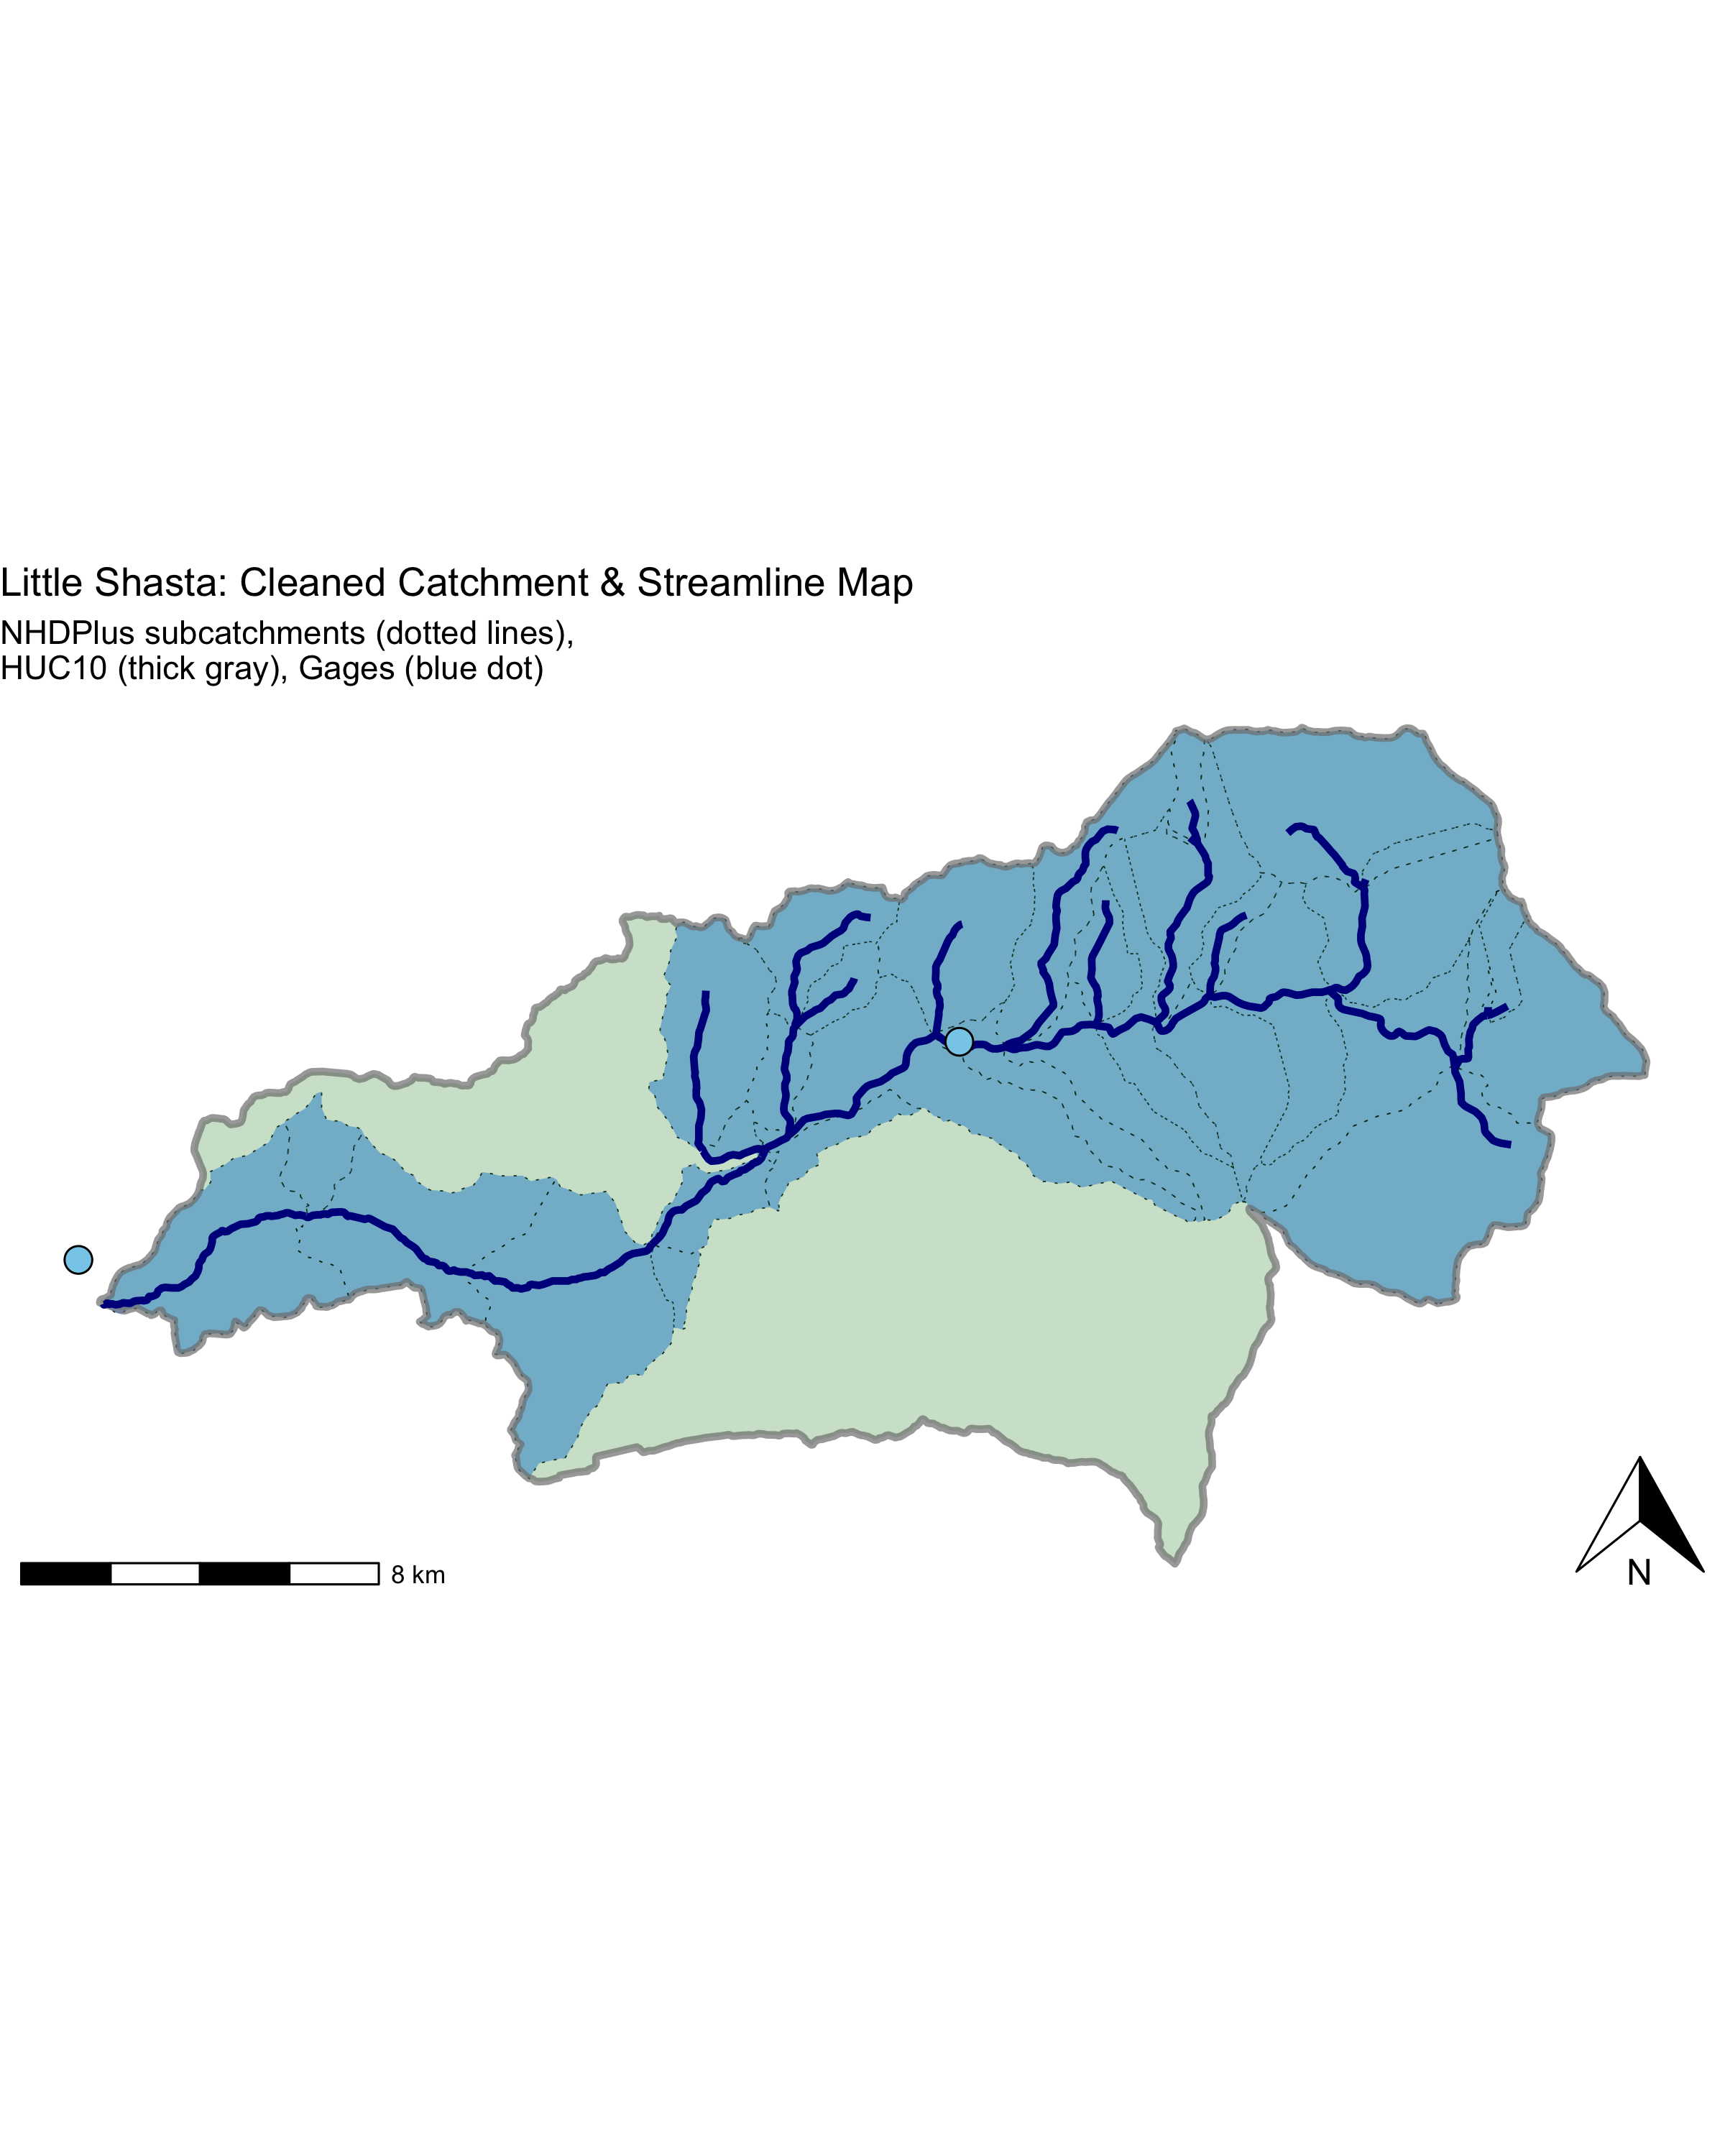 Little Shasta: Cleaned Catchment & Streamline Map
NHDPlus subcatchments (dotted lines),
HUC10 (thick gray), Gages (blue dot)
8 km
N